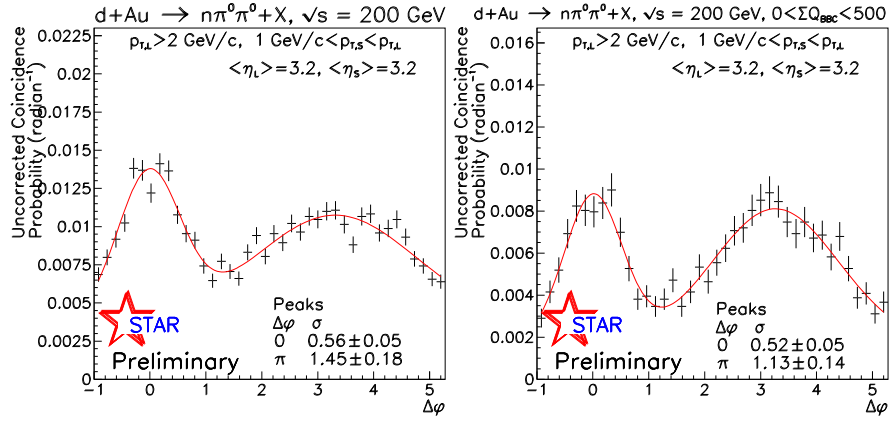 d+Au → nπ⁰π⁰+X, √s = 200 GeV
p_T,L>2 GeV/c, 1 GeV/c<p_T,S<p_T,L
<η_L>=3.2, <η_S>=3.2
Uncorrected Coincidence
Probability (radian⁻¹)
0.0225
0.02
0.0175
0.015
0.0125
0.01
0.0075
0.005
0.0025
0
STAR
Preliminary
Peaks
Δφ σ
0 0.56±0.05
π 1.45±0.18
-1 0 1 2 3 4 5
Δφ
d+Au → nπ⁰π⁰+X, √s = 200 GeV, 0<ΣQ_BBC<500
p_T,L>2 GeV/c, 1 GeV/c<p_T,S<p_T,L
<η_L>=3.2, <η_S>=3.2
Uncorrected Coincidence
Probability (radian⁻¹)
0.016
0.014
0.012
0.01
0.008
0.006
0.004
0.002
0
STAR
Preliminary
Peaks
Δφ σ
0 0.52±0.05
π 1.13±0.14
-1 0 1 2 3 4 5
Δφ